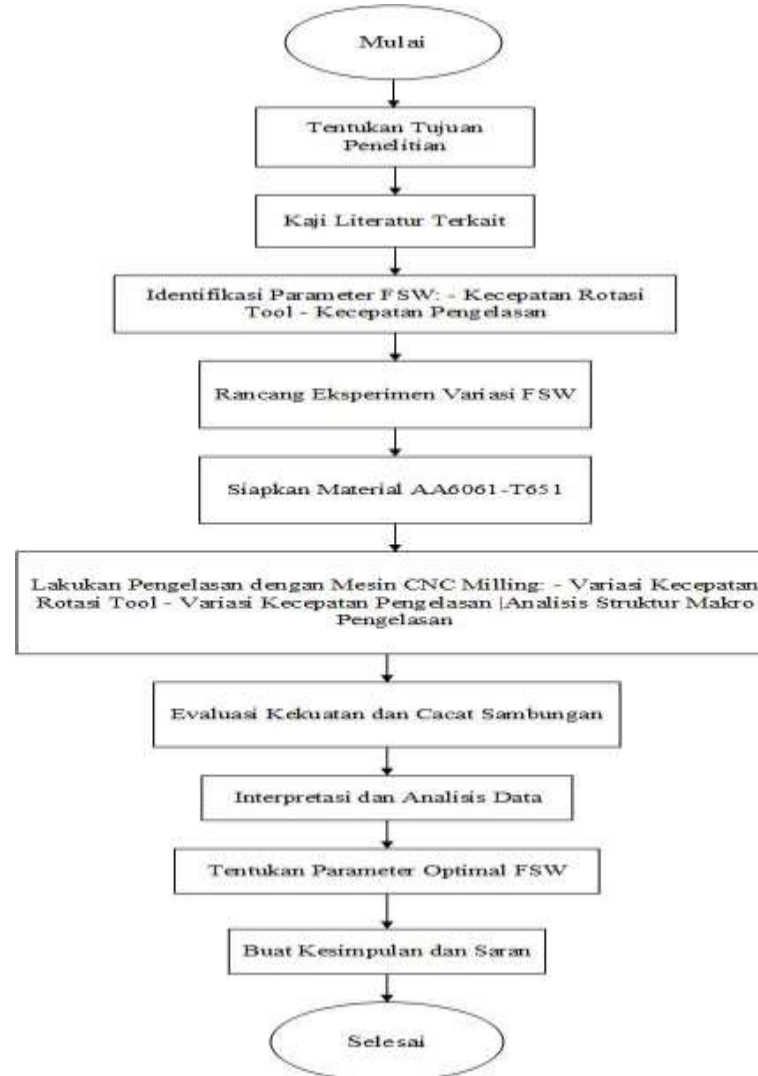 Mulai
Tentukan Tujuan
Penelitian
Kaji Literatur Terkait
Identifikasi Parameter FSW: - Kecepatan Rotasi
Tool - Kecepatan Pengelasan
Rancang Eksperimen Variasi FSW
Siapkan Material AA6061-T651
Lakukan Pengelasan dengan Mesin CNC Milling: - Variasi Kecepatan
Rotasi Tool - Variasi Kecepatan Pengelasan |Analisis Struktur Makro
Pengelasan
Evaluasi Kekuatan dan Cacat Sambungan
Interpretasi dan Analisis Data
Tentukan Parameter Optimal FSW
Buat Kesimpulan dan Saran
Selesai